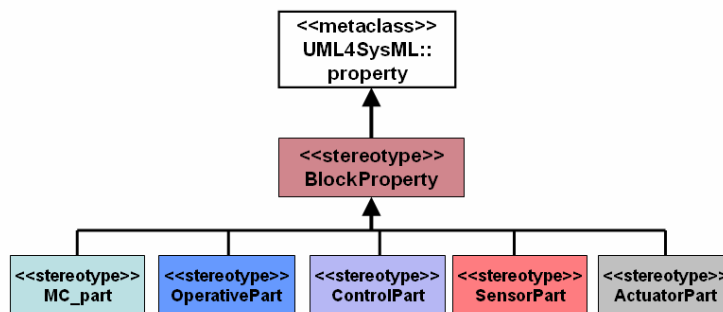 <<metaclass>>
UML4SysML::
property
<<stereotype>>
BlockProperty
<<stereotype>>
MC_part
<<stereotype>>
OperativePart
<<stereotype>>
ControlPart
<<stereotype>>
SensorPart
<<stereotype>>
ActuatorPart